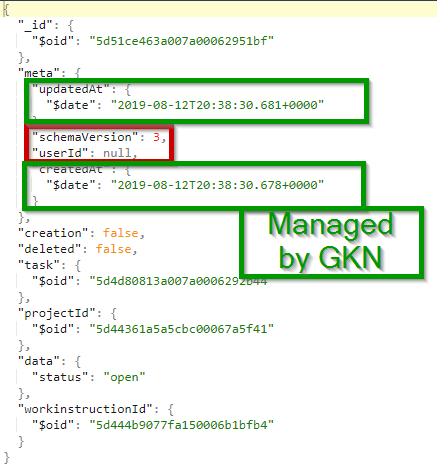 {
"_id": {
"$oid": "5d51ce463a007a00062951bf"
},
"meta": {
"updatedAt": {
"$date": "2019-08-12T20:38:30.681+0000"
},
"schemaVersion": 3,
"userId": null,
"createdAt": {
"$date": "2019-08-12T20:38:30.678+0000"
}
},
"creation": false,
"deleted": false,
"task": {
"$oid": "5d4d80813a007a0006292b44"
},
"projectId": {
"$oid": "5d44361a5a5cbc00067a5f41"
},
"data": {
"status": "open"
},
"workinstructionId": {
"$oid": "5d444b9077fa150006b1bfb4"
}
}
Managed
by GKN